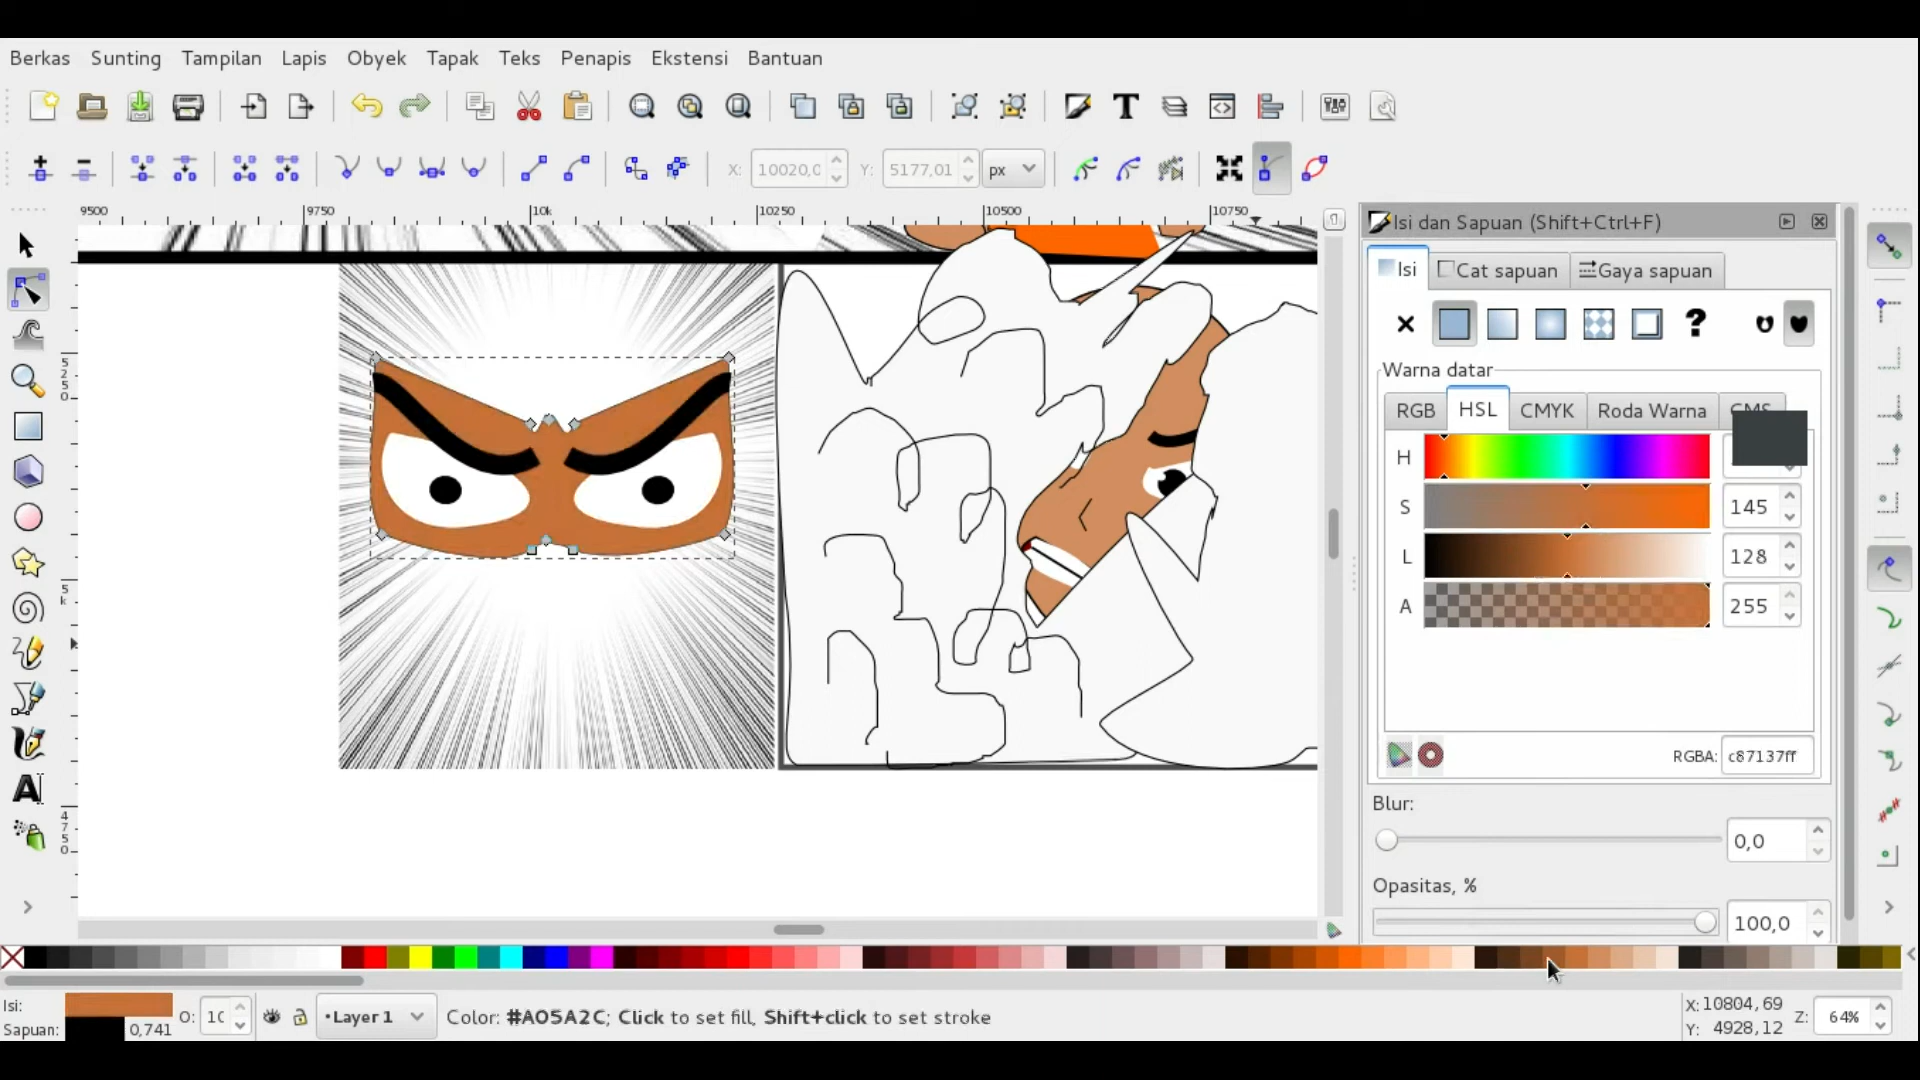 Berkas Sunting Tampilan Lapis Obyek Tapak Teks Penapis Ekstensi Bantuan
X: 10020,0 Y: 5177,01 px
9500 9750 10k 10250 10500 10750
Isi dan Sapuan (Shift+Ctrl+F)
Isi Cat sapuan Gaya sapuan
Warna datar
RGB HSL CMYK Roda Warna CMS
H
S 145
L 128
A 255
RGBA: c87137ff
Blur:
0,0
Opasitas, %
100,0
Isi: O: 10 •Layer 1 Color: #A05A2C; Click to set fill, Shift+click to set stroke
Sapuan: 0,741
X: 10804,69
Y: 4928,12
Z: 64%